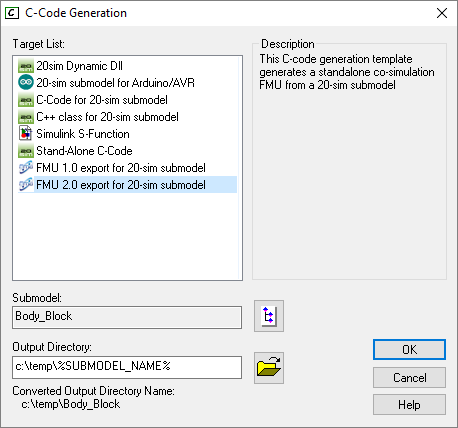 C-Code Generation
Target List:
20sim Dynamic Dll
20-sim submodel for Arduino/AVR
C-Code for 20-sim submodel
C++ class for 20-sim submodel
Simulink S-Function
Stand-Alone C-Code
FMU 1.0 export for 20-sim submodel
FMU 2.0 export for 20-sim submodel
Description
This C-code generation template
generates a standalone co-simulation
FMU from a 20-sim submodel
Submodel:
Body_Block
Output Directory:
c:\temp\%SUBMODEL_NAME%
Converted Output Directory Name:
c:\temp\Body_Block
OK
Cancel
Help